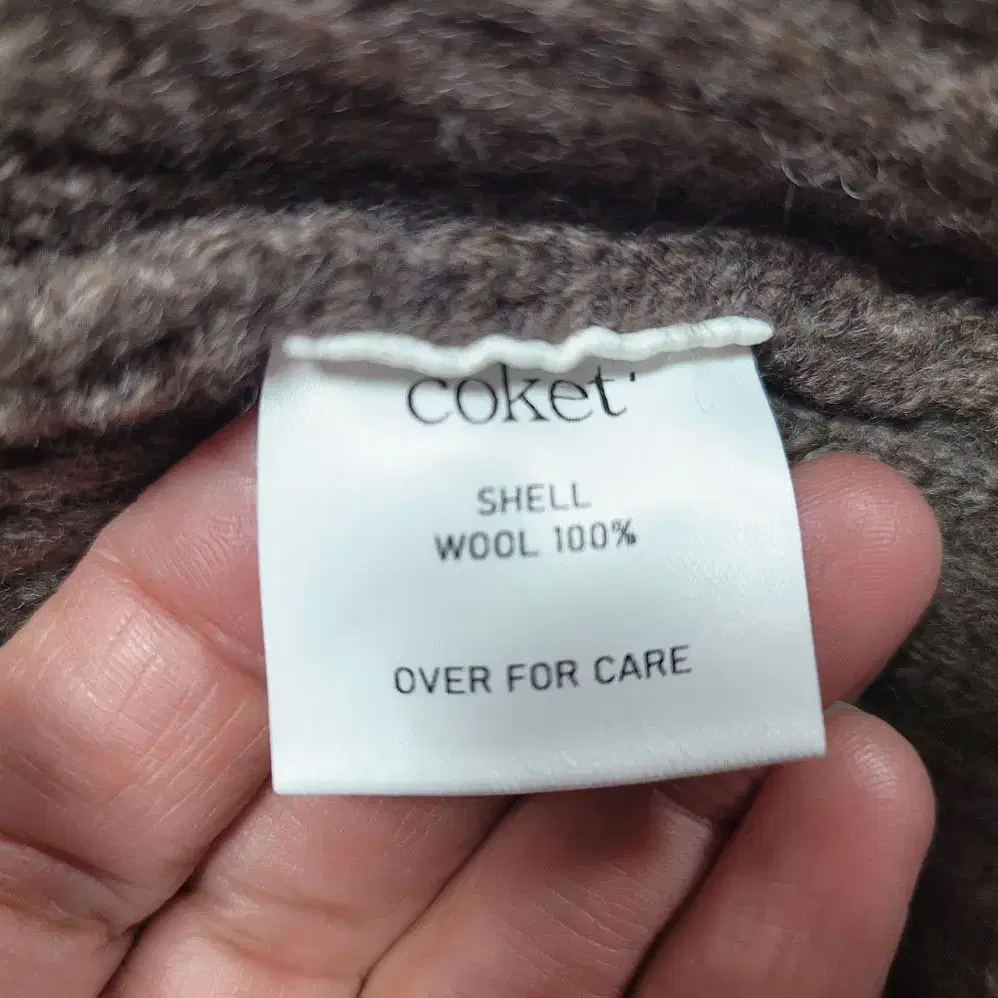 coket'
SHELL
WOOL 100%
OVER FOR CARE